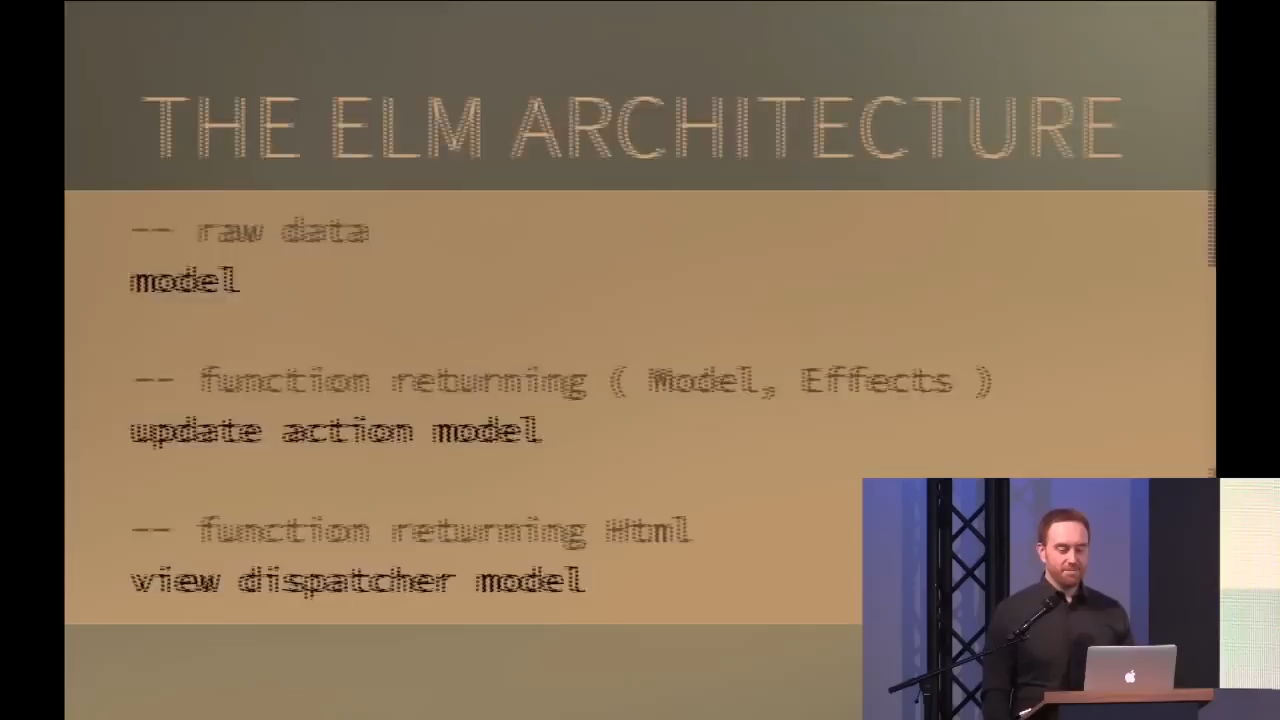 THE ELM ARCHITECTURE
-- raw data
model
-- function returning ( Model, Effects )
update action model
-- function returning Html
view dispatcher model